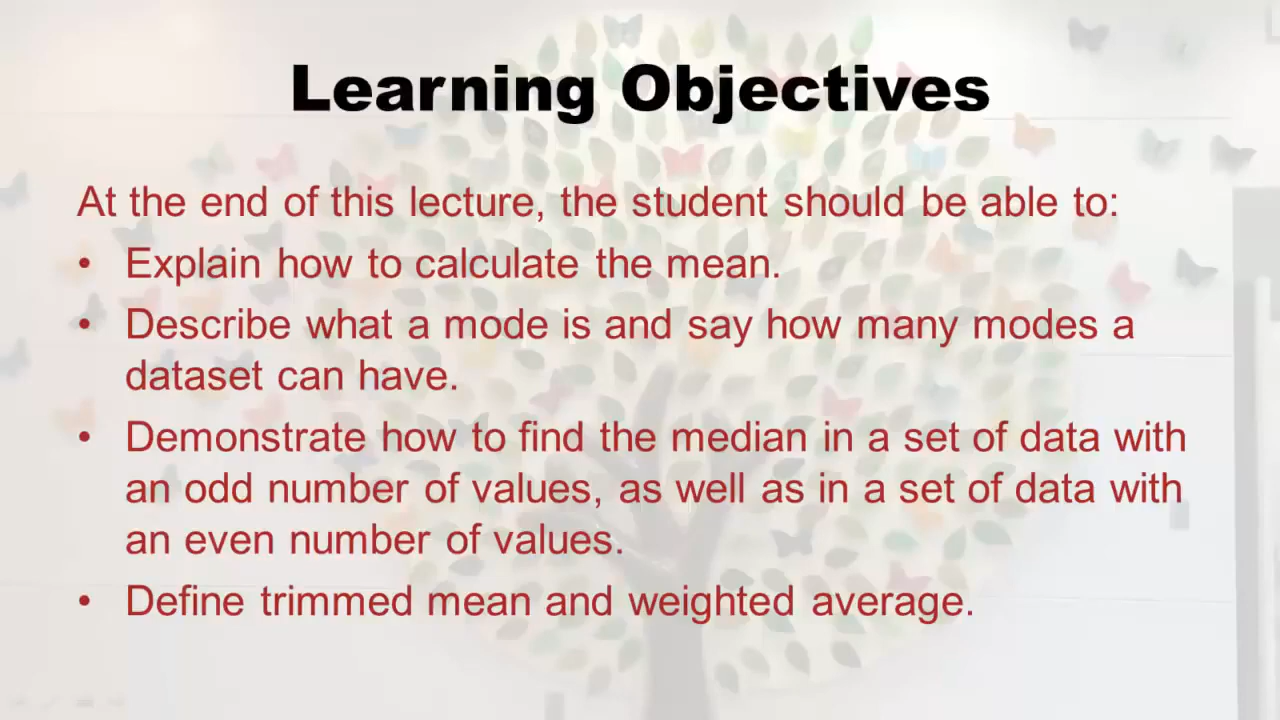 Learning Objectives
At the end of this lecture, the student should be able to:
• Explain how to calculate the mean.
• Describe what a mode is and say how many modes a
dataset can have.
• Demonstrate how to find the median in a set of data with
an odd number of values, as well as in a set of data with
an even number of values.
• Define trimmed mean and weighted average.